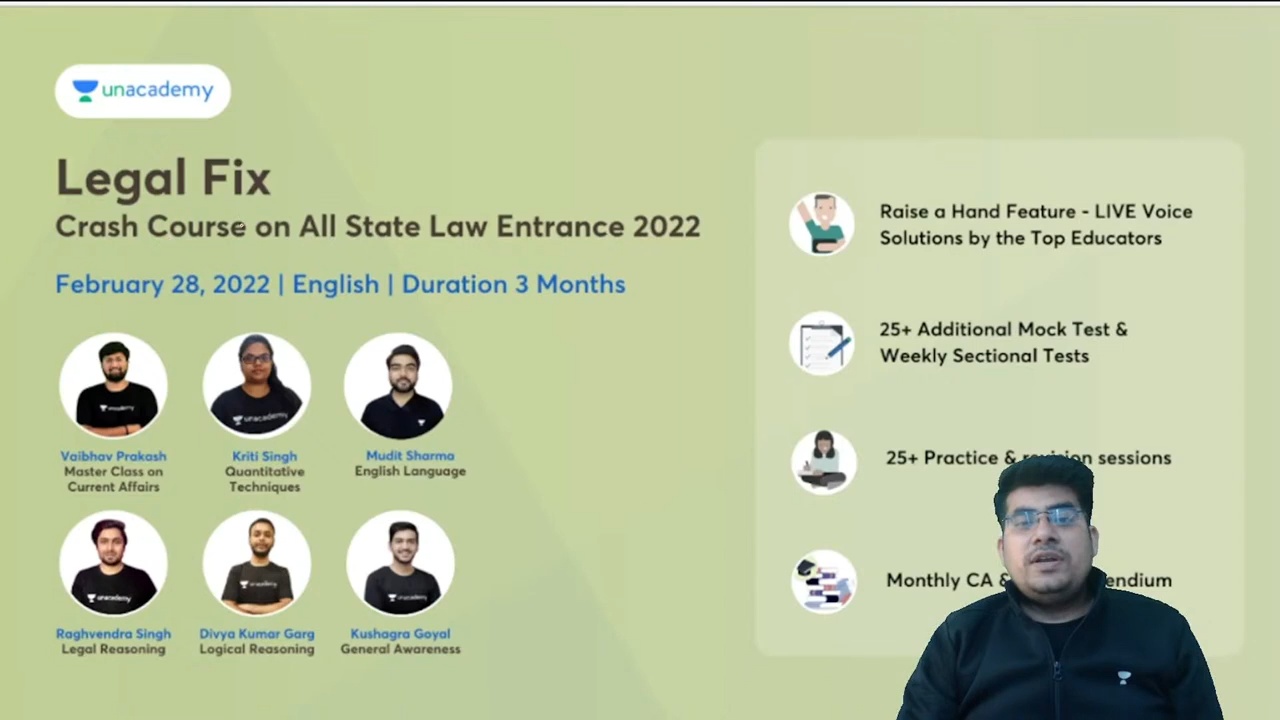 unacademy
Legal Fix
Crash Course on All State Law Entrance 2022
February 28, 2022 | English | Duration 3 Months
Vaibhav Prakash
Master Class on
Current Affairs
Kriti Singh
Quantitative
Techniques
Mudit Sharma
English Language
Raghvendra Singh
Legal Reasoning
Divya Kumar Garg
Logical Reasoning
Kushagra Goyal
General Awareness
Raise a Hand Feature - LIVE Voice
Solutions by the Top Educators
25+ Additional Mock Test &
Weekly Sectional Tests
25+ Practice & revision sessions
Monthly CA &